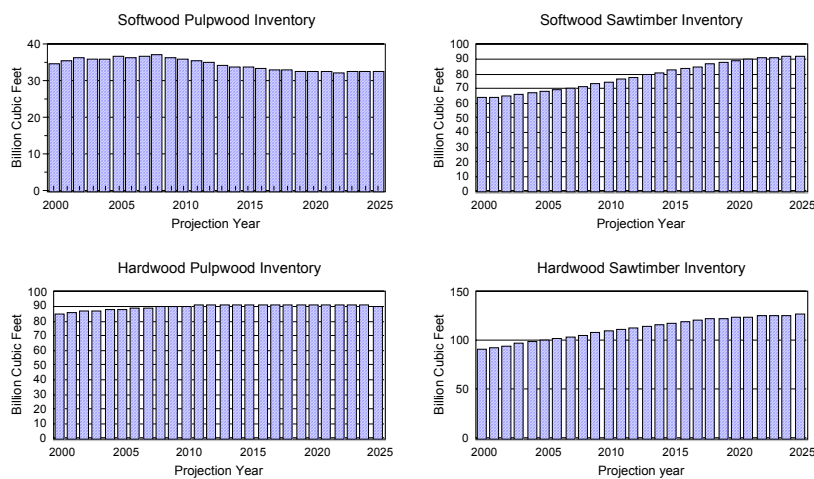 Softwood Pulpwood Inventory
Billion Cubic Feet
40
30
20
10
0
2000 2005 2010 2015 2020 2025
Projection Year
Softwood Sawtimber Inventory
Billion Cubic Feet
100
90
80
70
60
50
40
30
20
10
0
2000 2005 2010 2015 2020 2025
Projection Year
Hardwood Pulpwood Inventory
Billion Cubic Feet
100
90
80
70
60
50
40
30
20
10
0
2000 2005 2010 2015 2020 2025
Projection Year
Hardwood Sawtimber Inventory
Billion Cubic Feet
150
100
50
0
2000 2005 2010 2015 2020 2025
Projection year